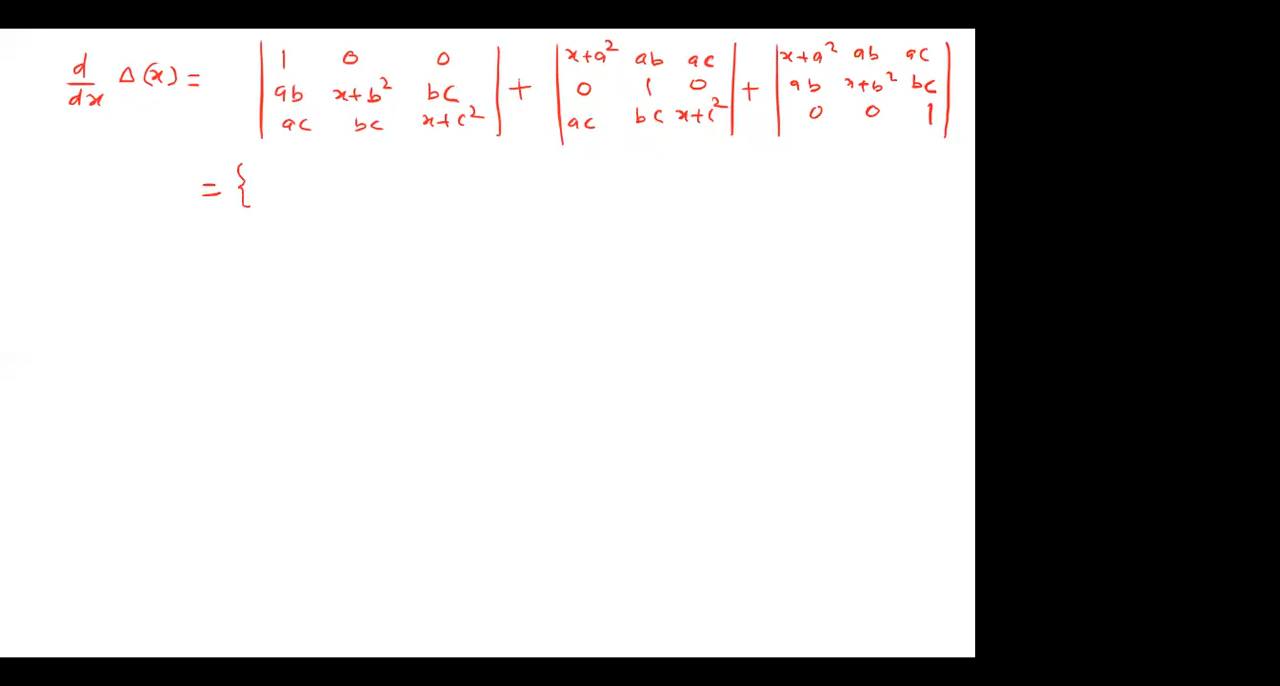 d/dx Δ(x) = | 1 0 0 | + | x+a² ab ac | + | x+a² ab ac |
| ab x+b² bc | | 0 1 0 | | ab x+b² bc |
| ac bc x+c² | | ac bc x+c² | | 0 0 1 |
= {